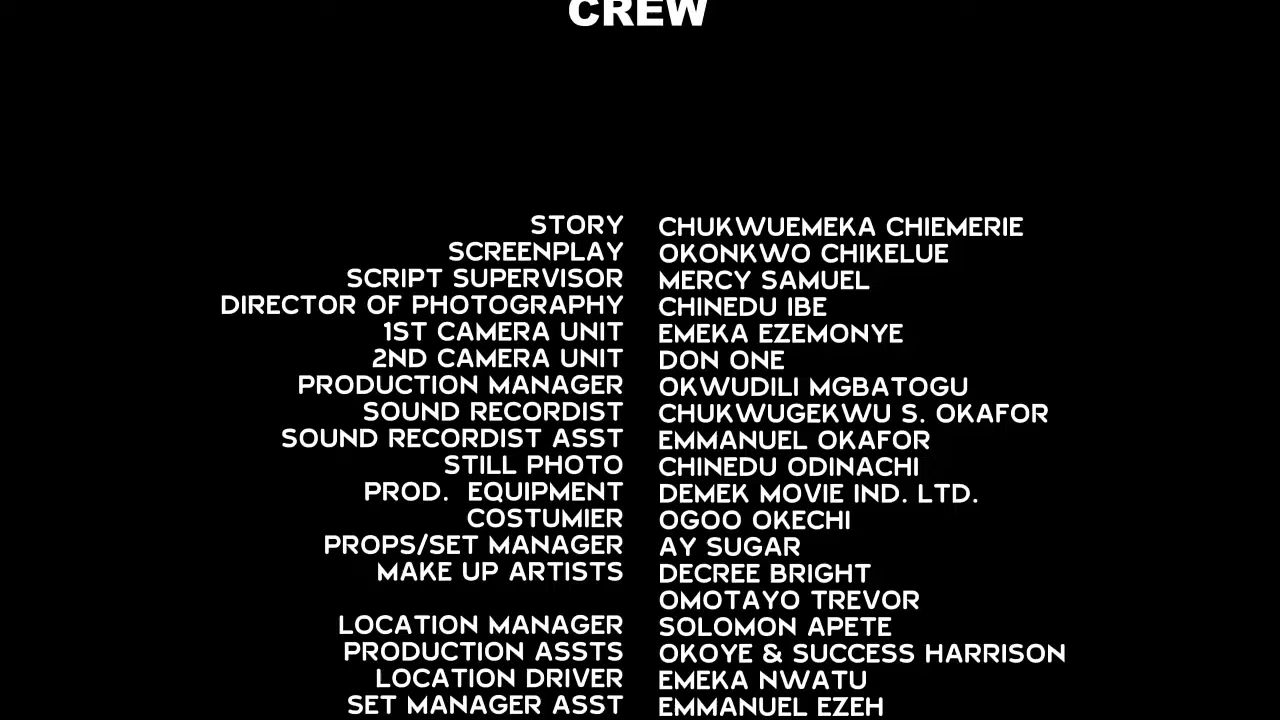 CREW
STORY CHUKWUEMEKA CHIEMERIE
SCREENPLAY OKONKWO CHIKELUE
SCRIPT SUPERVISOR MERCY SAMUEL
DIRECTOR OF PHOTOGRAPHY CHINEDU IBE
1ST CAMERA UNIT EMEKA EZEMONYE
2ND CAMERA UNIT DON ONE
PRODUCTION MANAGER OKWUDILI MGBATOGU
SOUND RECORDIST CHUKWUGEKWU S. OKAFOR
SOUND RECORDIST ASST EMMANUEL OKAFOR
STILL PHOTO CHINEDU ODINACHI
PROD. EQUIPMENT DEMEK MOVIE IND. LTD.
COSTUMIER OGOO OKECHI
PROPS/SET MANAGER AY SUGAR
MAKE UP ARTISTS DECREE BRIGHT
OMOTAYO TREVOR
LOCATION MANAGER SOLOMON APETE
PRODUCTION ASSTS OKOYE & SUCCESS HARRISON
LOCATION DRIVER EMEKA NWATU
SET MANAGER ASST EMMANUEL EZEH